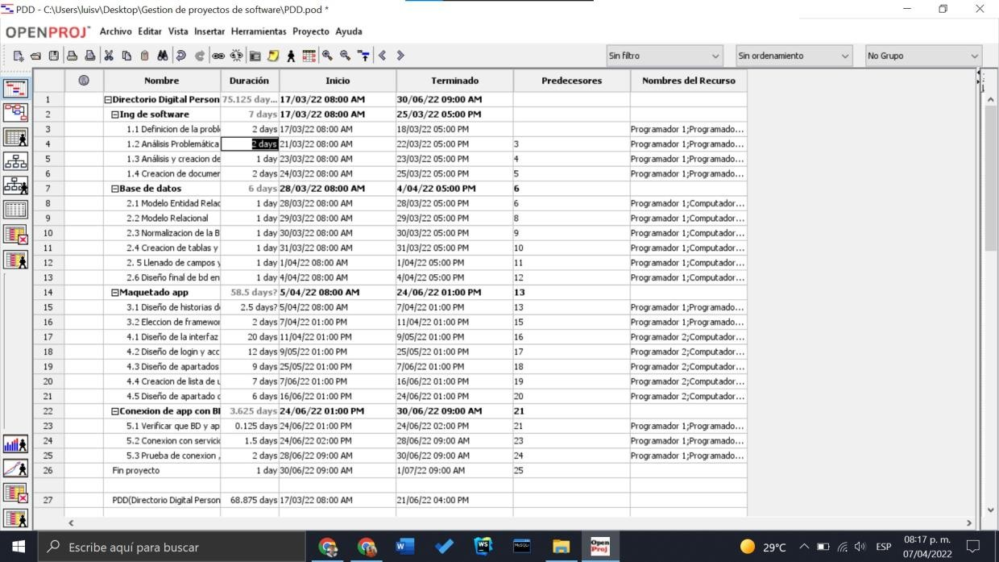 PDD - C:\Users\luisv\Desktop\Gestion de proyectos de software\PDD.pod *
OPENPROJ Archivo Editar Vista Insertar Herramientas Proyecto Ayuda
Sin filtro Sin ordenamiento No Grupo
Nombre Duración Inicio Terminado Predecesores Nombres del Recurso
1 Directorio Digital Person 75.125 day... 17/03/22 08:00 AM 30/06/22 09:00 AM
2 Ing de software 7 days 17/03/22 08:00 AM 25/03/22 05:00 PM
3 1.1 Definicion de la probl 2 days 17/03/22 08:00 AM 18/03/22 05:00 PM Programador 1;Programado...
4 1.2 Análisis Problemática 2 days 21/03/22 08:00 AM 22/03/22 05:00 PM 3 Programador 1;Programado...
5 1.3 Análisis y creacion de 1 day 23/03/22 08:00 AM 23/03/22 05:00 PM 4 Programador 1;Programado...
6 1.4 Creacion de documen 2 days 24/03/22 08:00 AM 25/03/22 05:00 PM 5 Programador 1;Programado...
7 Base de datos 6 days 28/03/22 08:00 AM 4/04/22 05:00 PM 6
8 2.1 Modelo Entidad Relac 1 day 28/03/22 08:00 AM 28/03/22 05:00 PM 6 Programador 1;Computador...
9 2.2 Modelo Relacional 1 day 29/03/22 08:00 AM 29/03/22 05:00 PM 8 Programador 1;Computador...
10 2.3 Normalizacion de la B 1 day 30/03/22 08:00 AM 30/03/22 05:00 PM 9 Programador 1;Computador...
11 2.4 Creacion de tablas y 1 day 31/03/22 08:00 AM 31/03/22 05:00 PM 10 Programador 1;Computador...
12 2. 5 Llenado de campos y 1 day 1/04/22 08:00 AM 1/04/22 05:00 PM 11 Programador 1;Computador...
13 2.6 Diseño final de bd en 1 day 4/04/22 08:00 AM 4/04/22 05:00 PM 12 Programador 1;Computador...
14 Maquetado app 58.5 days? 5/04/22 08:00 AM 24/06/22 01:00 PM 13
15 3.1 Diseño de historias d 2.5 days? 5/04/22 08:00 AM 7/04/22 01:00 PM 13 Programador 1;Programado...
16 3.2 Eleccion de framewor 2 days 7/04/22 01:00 PM 11/04/22 01:00 PM 15 Programador 1;Programado...
17 4.1 Diseño de la interfaz 20 days 11/04/22 01:00 PM 9/05/22 01:00 PM 16 Programador 2;Computador...
18 4.2 Diseño de login y acc 12 days 9/05/22 01:00 PM 25/05/22 01:00 PM 17 Programador 2;Computador...
19 4.3 Diseño de apartados 9 days 25/05/22 01:00 PM 7/06/22 01:00 PM 18 Programador 2;Computador...
20 4.4 Creacion de lista de u 7 days 7/06/22 01:00 PM 16/06/22 01:00 PM 19 Programador 2;Computador...
21 4.5 Diseño de apartado c 6 days 16/06/22 01:00 PM 24/06/22 01:00 PM 20 Programador 2;Computador...
22 Conexion de app con BD 3.625 days 24/06/22 01:00 PM 30/06/22 09:00 AM 21
23 5.1 Verificar que BD y ap 0.125 days 24/06/22 01:00 PM 24/06/22 02:00 PM 21 Programador 1;Programado...
24 5.2 Conexion con servicio 1.5 days 24/06/22 02:00 PM 28/06/22 09:00 AM 23 Programador 1;Programado...
25 5.3 Prueba de conexion , 2 days 28/06/22 09:00 AM 30/06/22 09:00 AM 24 Programador 1;Programado...
26 Fin proyecto 1 day 30/06/22 09:00 AM 1/07/22 09:00 AM 25
27 PDD(Directorio Digital Person 68.875 days 17/03/22 08:00 AM 21/06/22 04:00 PM
Escribe aquí para buscar
W WS MySQL Open Proj
29°C ESP 08:17 p. m.
07/04/2022